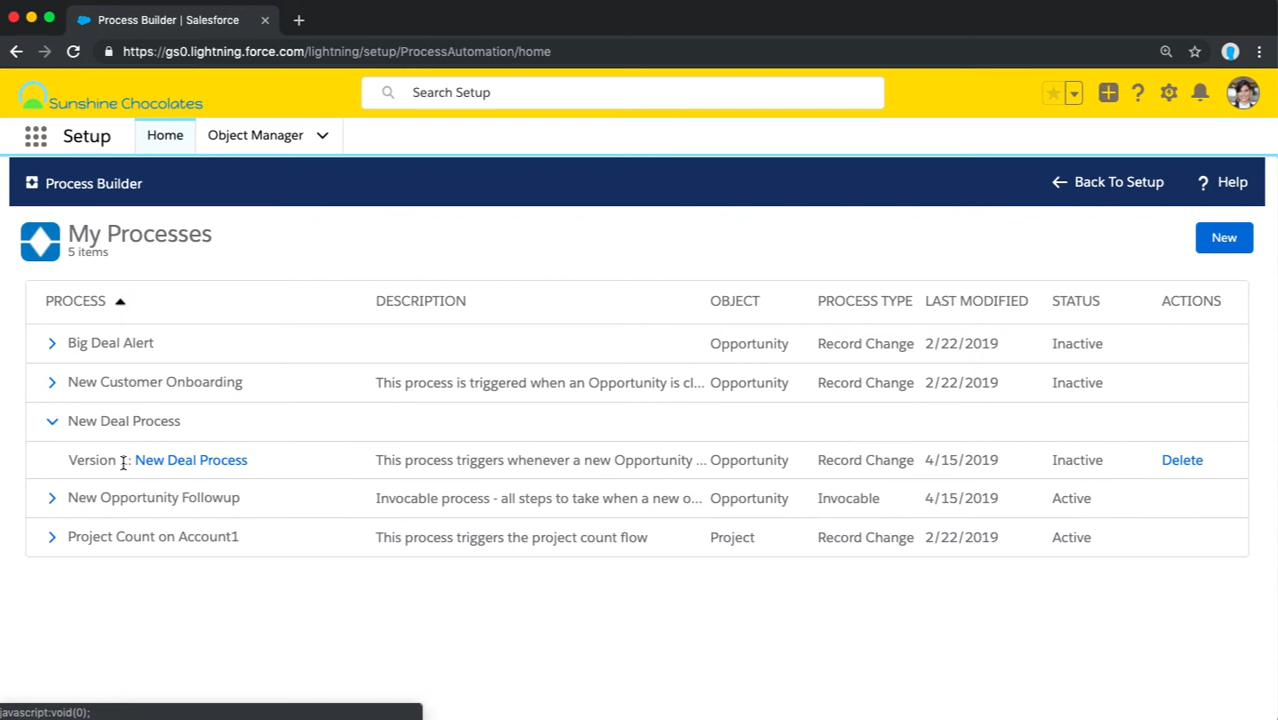 Process Builder | Salesforce
https://gs0.lightning.force.com/lightning/setup/ProcessAutomation/home
Sunshine Chocolates
Search Setup
Setup Home Object Manager
Process Builder
Back To Setup
? Help
My Processes
5 items
New
PROCESS DESCRIPTION OBJECT PROCESS TYPE LAST MODIFIED STATUS ACTIONS
Big Deal Alert Opportunity Record Change 2/22/2019 Inactive
New Customer Onboarding This process is triggered when an Opportunity is cl... Opportunity Record Change 2/22/2019 Inactive
New Deal Process
Version : New Deal Process This process triggers whenever a new Opportunity ... Opportunity Record Change 4/15/2019 Inactive Delete
New Opportunity Followup Invocable process - all steps to take when a new o... Opportunity Invocable 4/15/2019 Active
Project Count on Account1 This process triggers the project count flow Project Record Change 2/22/2019 Active
javascript:void(0);